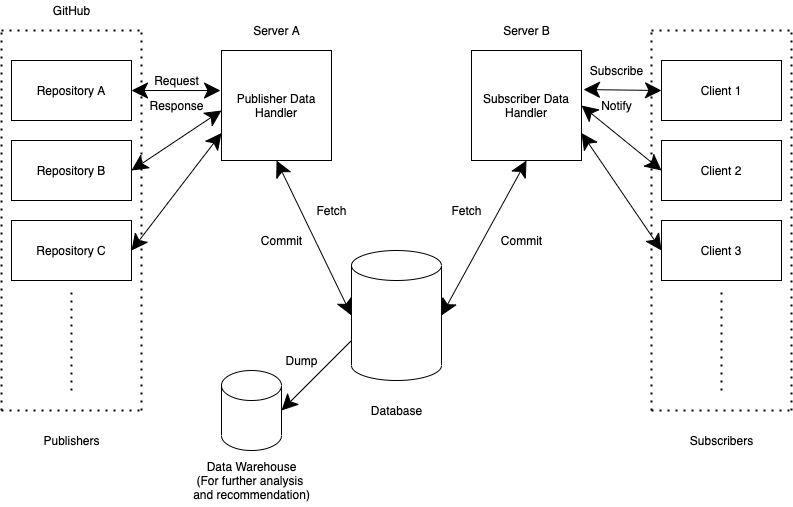 GitHub
Server A
Server B
Repository A
Request
Response
Publisher Data
Handler
Subscriber Data
Handler
Subscribe
Notify
Client 1
Repository B
Client 2
Repository C
Client 3
Fetch
Commit
Fetch
Commit
Dump
Database
Publishers
Subscribers
Data Warehouse
(For further analysis
and recommendation)